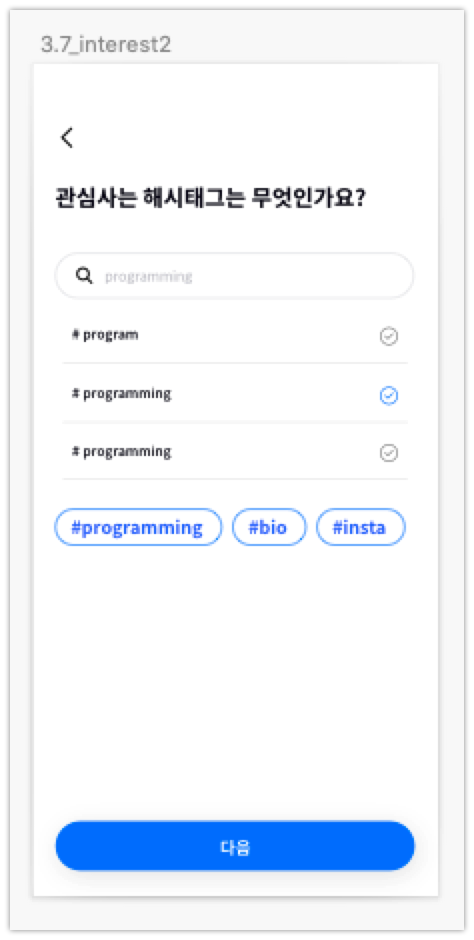 3.7_interest2
관심사는 해시태그는 무엇인가요?
programming
# program
# programming
# programming
#programming #bio #insta
다음